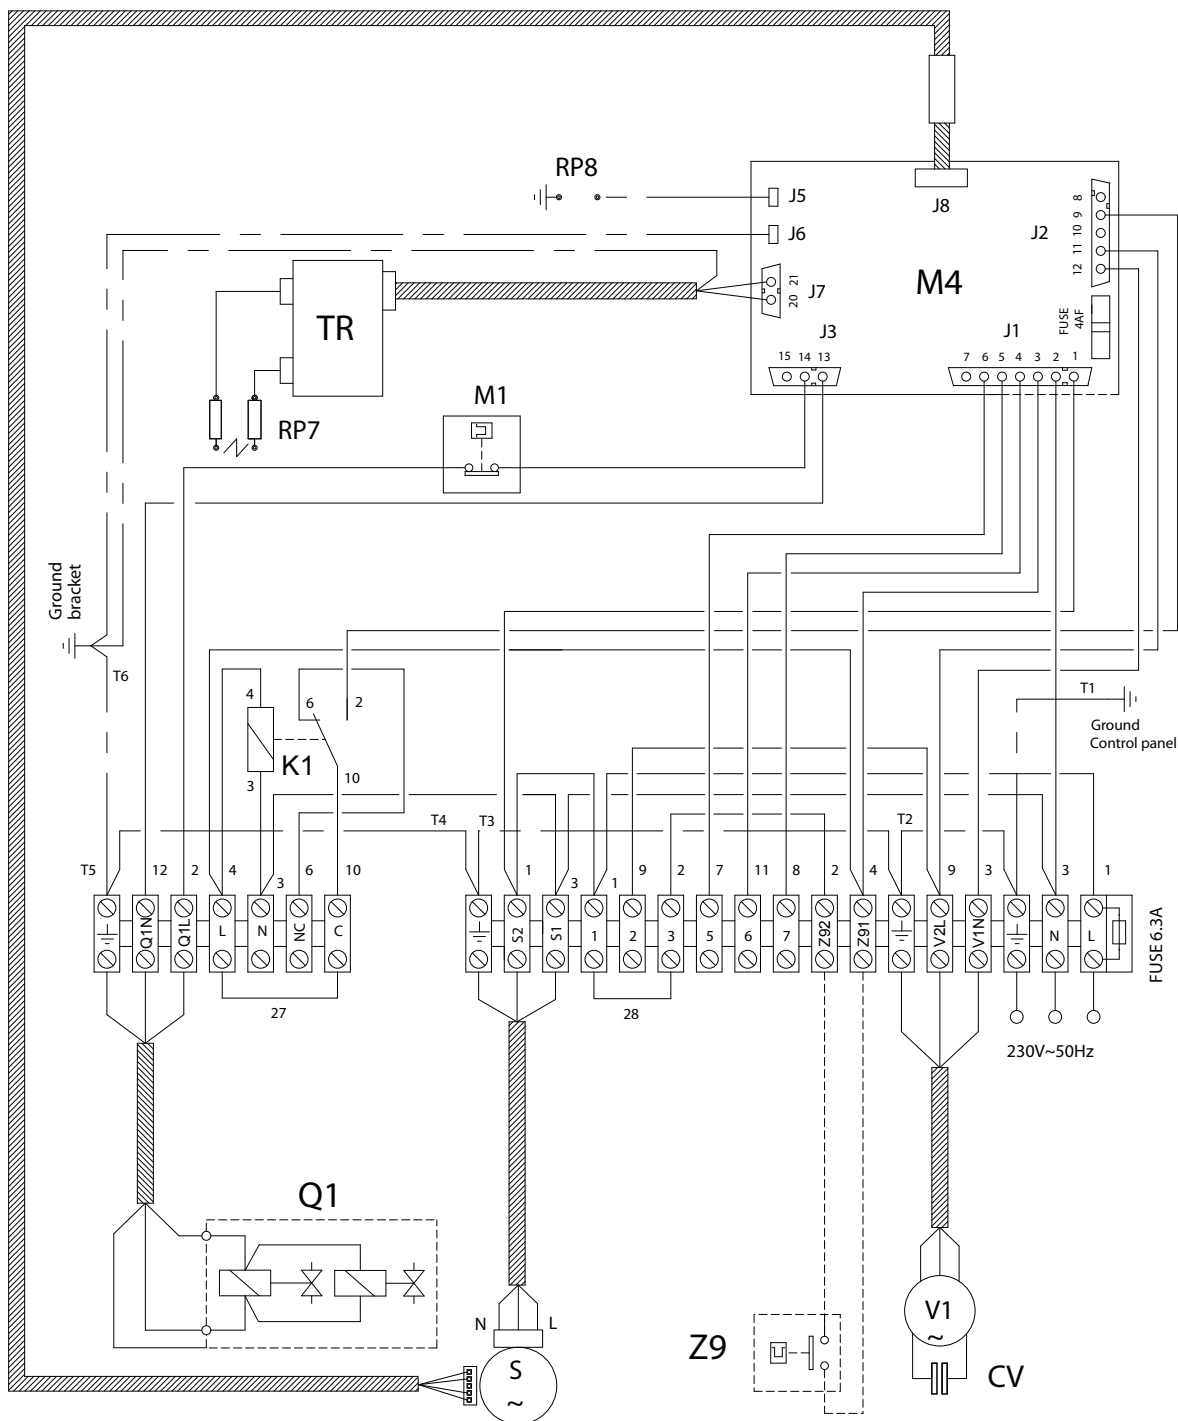 RP8
J5
J8
J6
J2
8
9
10
11
12
M4
TR
21
20
J7
J3
J1
FUSE
4AF
15 14 13
7 6 5 4 3 2 1
M1
RP7
Ground
bracket
T6
T1
Ground
Control panel
4
6
2
K1
3
10
T4
T3
T2
T5
12
2
4
3
6
10
1
3
1
9
2
7
11
8
2
4
9
3
3
1
Q1N
Q1L
L
N
NC
C
S2
S1
1
2
3
5
6
7
Z92
Z91
V2L
V1N
N
L
FUSE 6.3A
27
28
230V~50Hz
Q1
N
L
S
~
Z9
V1
~
CV